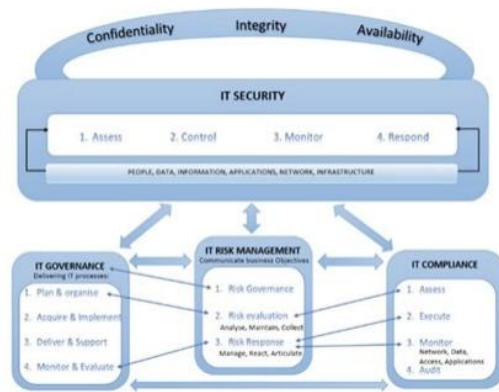 Confidentiality Integrity Availability
IT SECURITY
1. Assess 2. Control 3. Monitor 4. Respond
PEOPLE, DATA, INFORMATION, APPLICATIONS, NETWORK, INFRASTRUCTURE
IT GOVERNANCE
Delivering IT processes:
1. Plan & organise
2. Acquire & Implement
3. Deliver & Support
4. Monitor & Evaluate
IT RISK MANAGEMENT
Communicate business Objectives
1. Risk Governance
2. Risk evaluation
Analyse, Maintain, Collect
3. Risk Response
Manage, React, Articulate
IT COMPLIANCE
1. Assess
2. Execute
3. Monitor
Network, Data,
Access, Applications
4. Audit